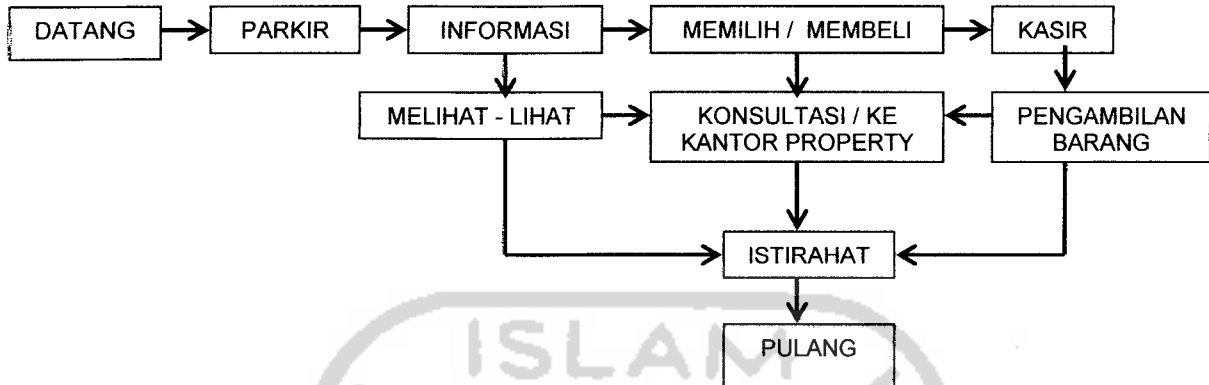 DATANG
PARKIR
INFORMASI
MEMILIH / MEMBELI
KASIR
MELIHAT - LIHAT
KONSULTASI / KE
KANTOR PROPERTY
PENGAMBILAN
BARANG
ISTIRAHAT
PULANG
ISLAM